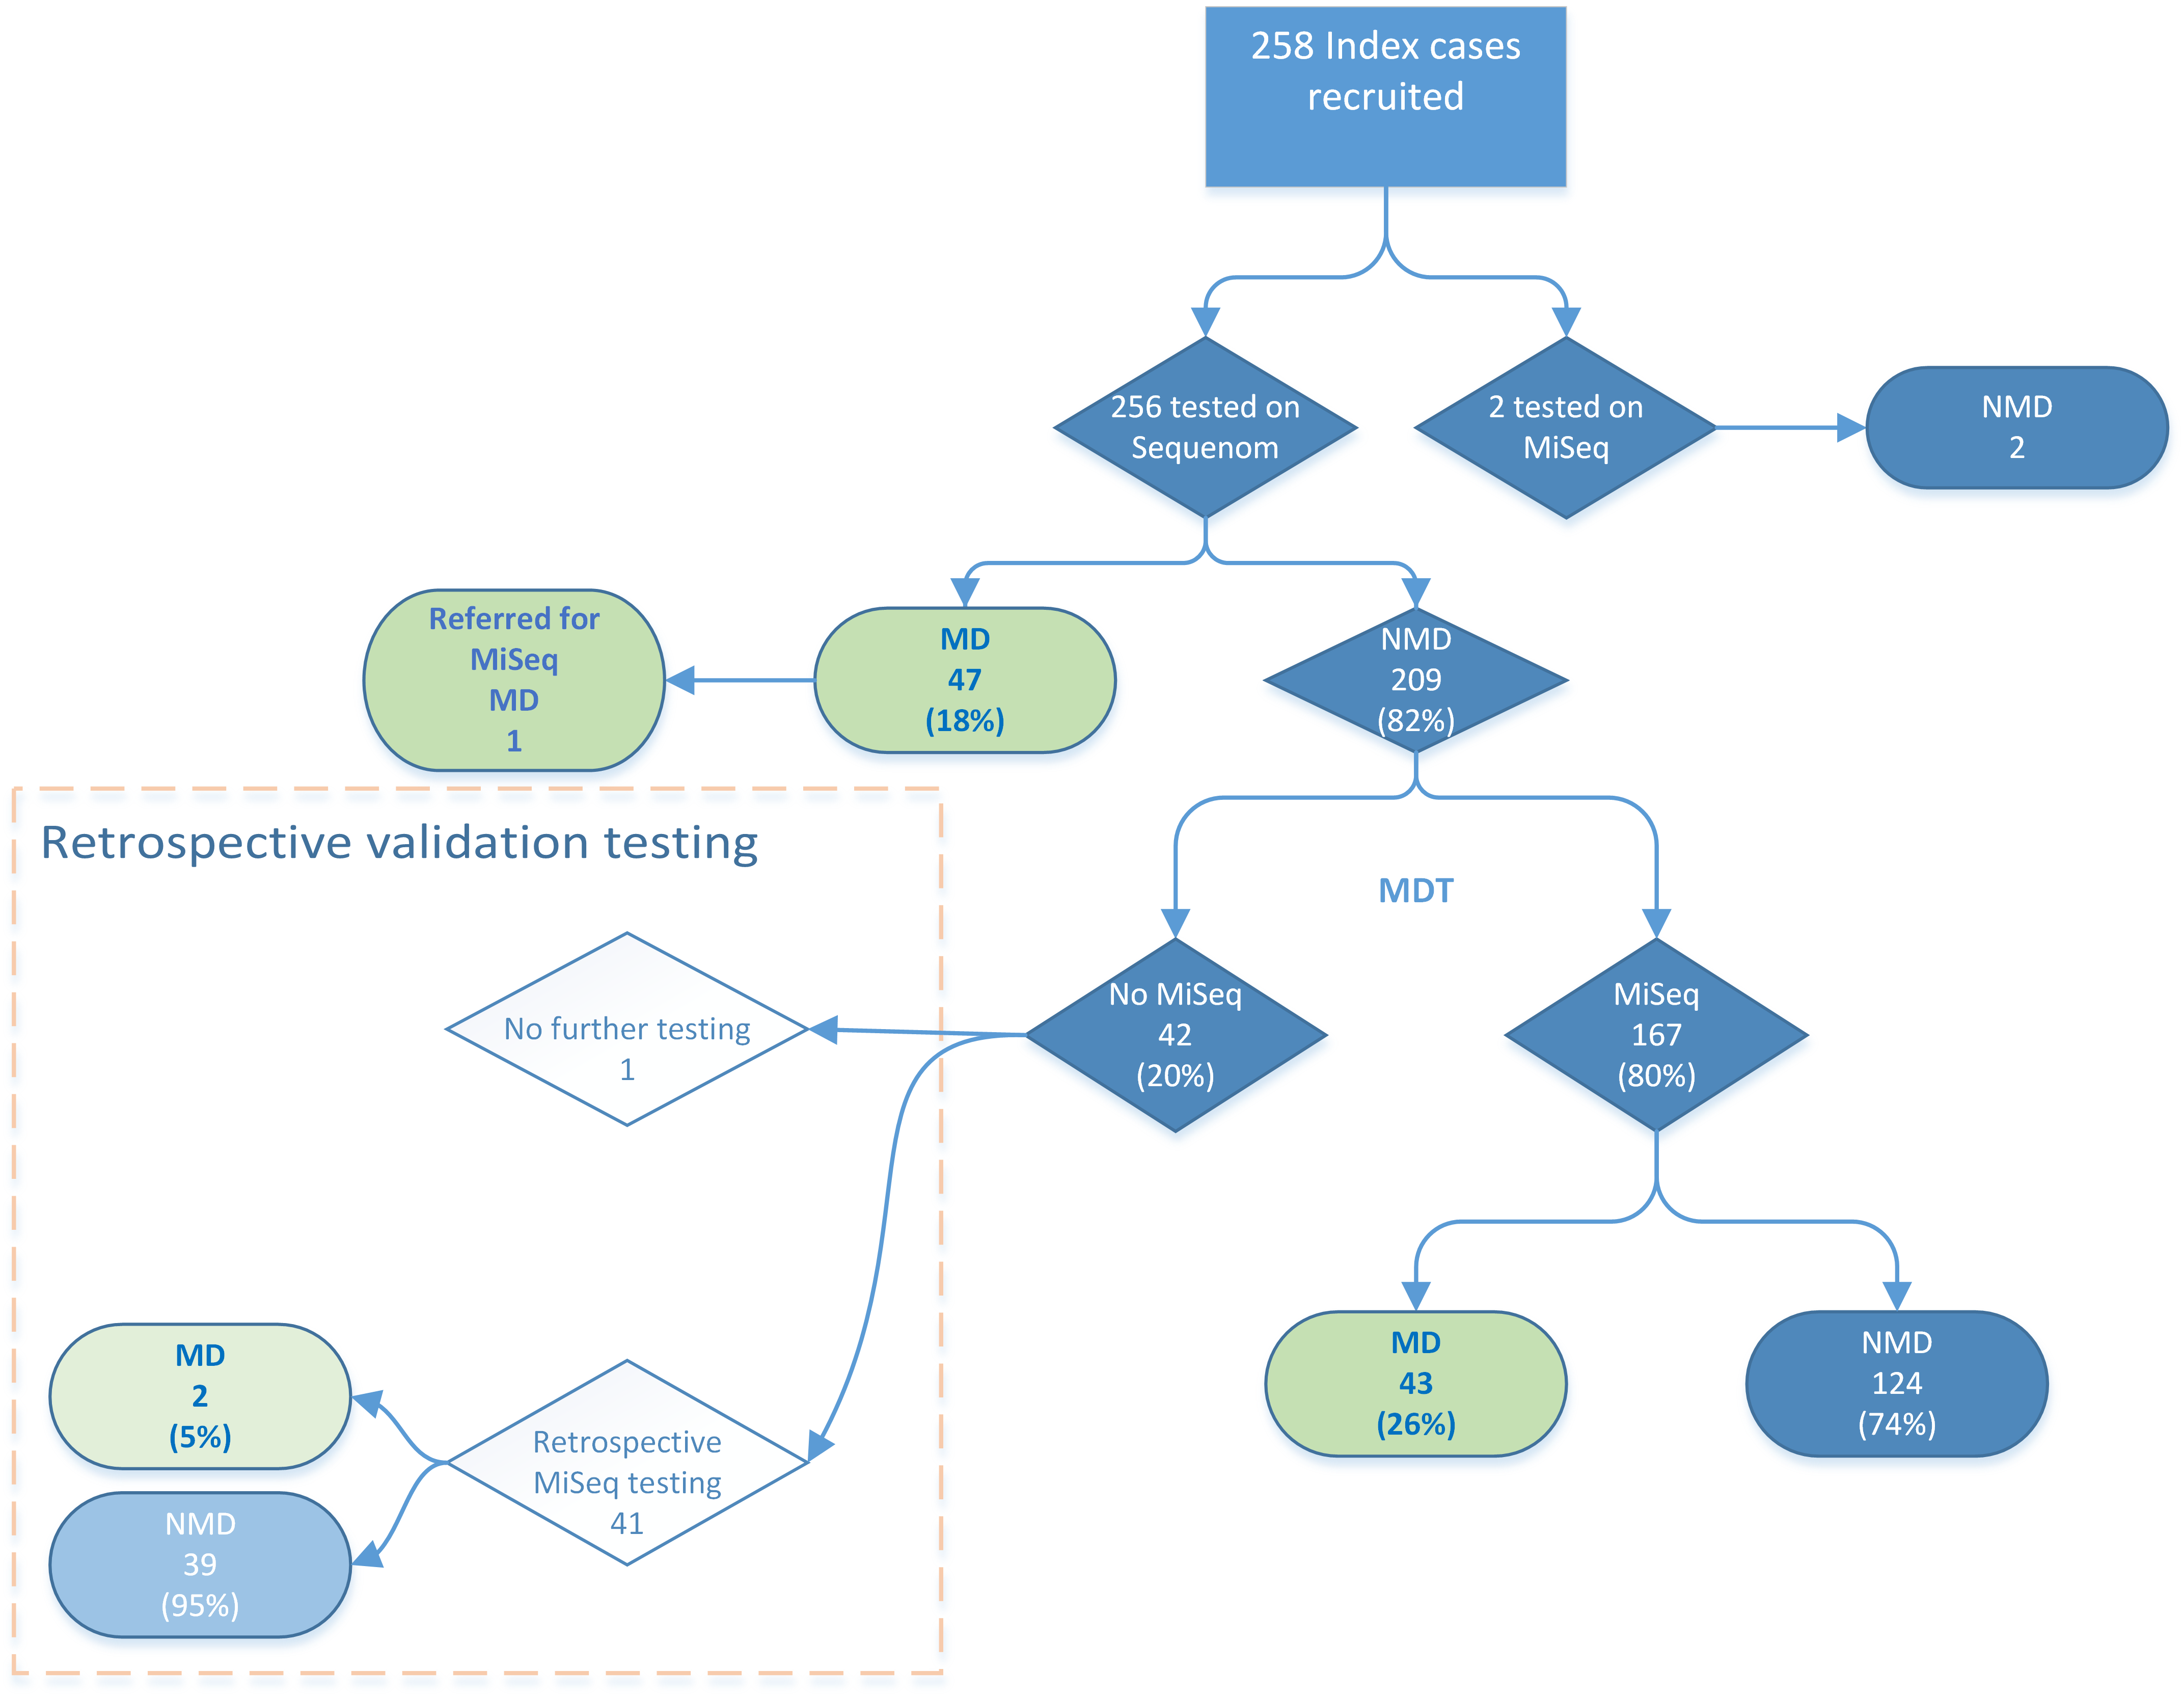 258 Index cases
recruited
256 tested on
Sequenom
2 tested on
MiSeq
NMD
2
Referred for
MiSeq
MD
1
MD
47
(18%)
NMD
209
(82%)
Retrospective validation testing
MDT
No further testing
1
No MiSeq
42
(20%)
MiSeq
167
(80%)
MD
2
(5%)
NMD
39
(95%)
Retrospective
MiSeq testing
41
MD
43
(26%)
NMD
124
(74%)